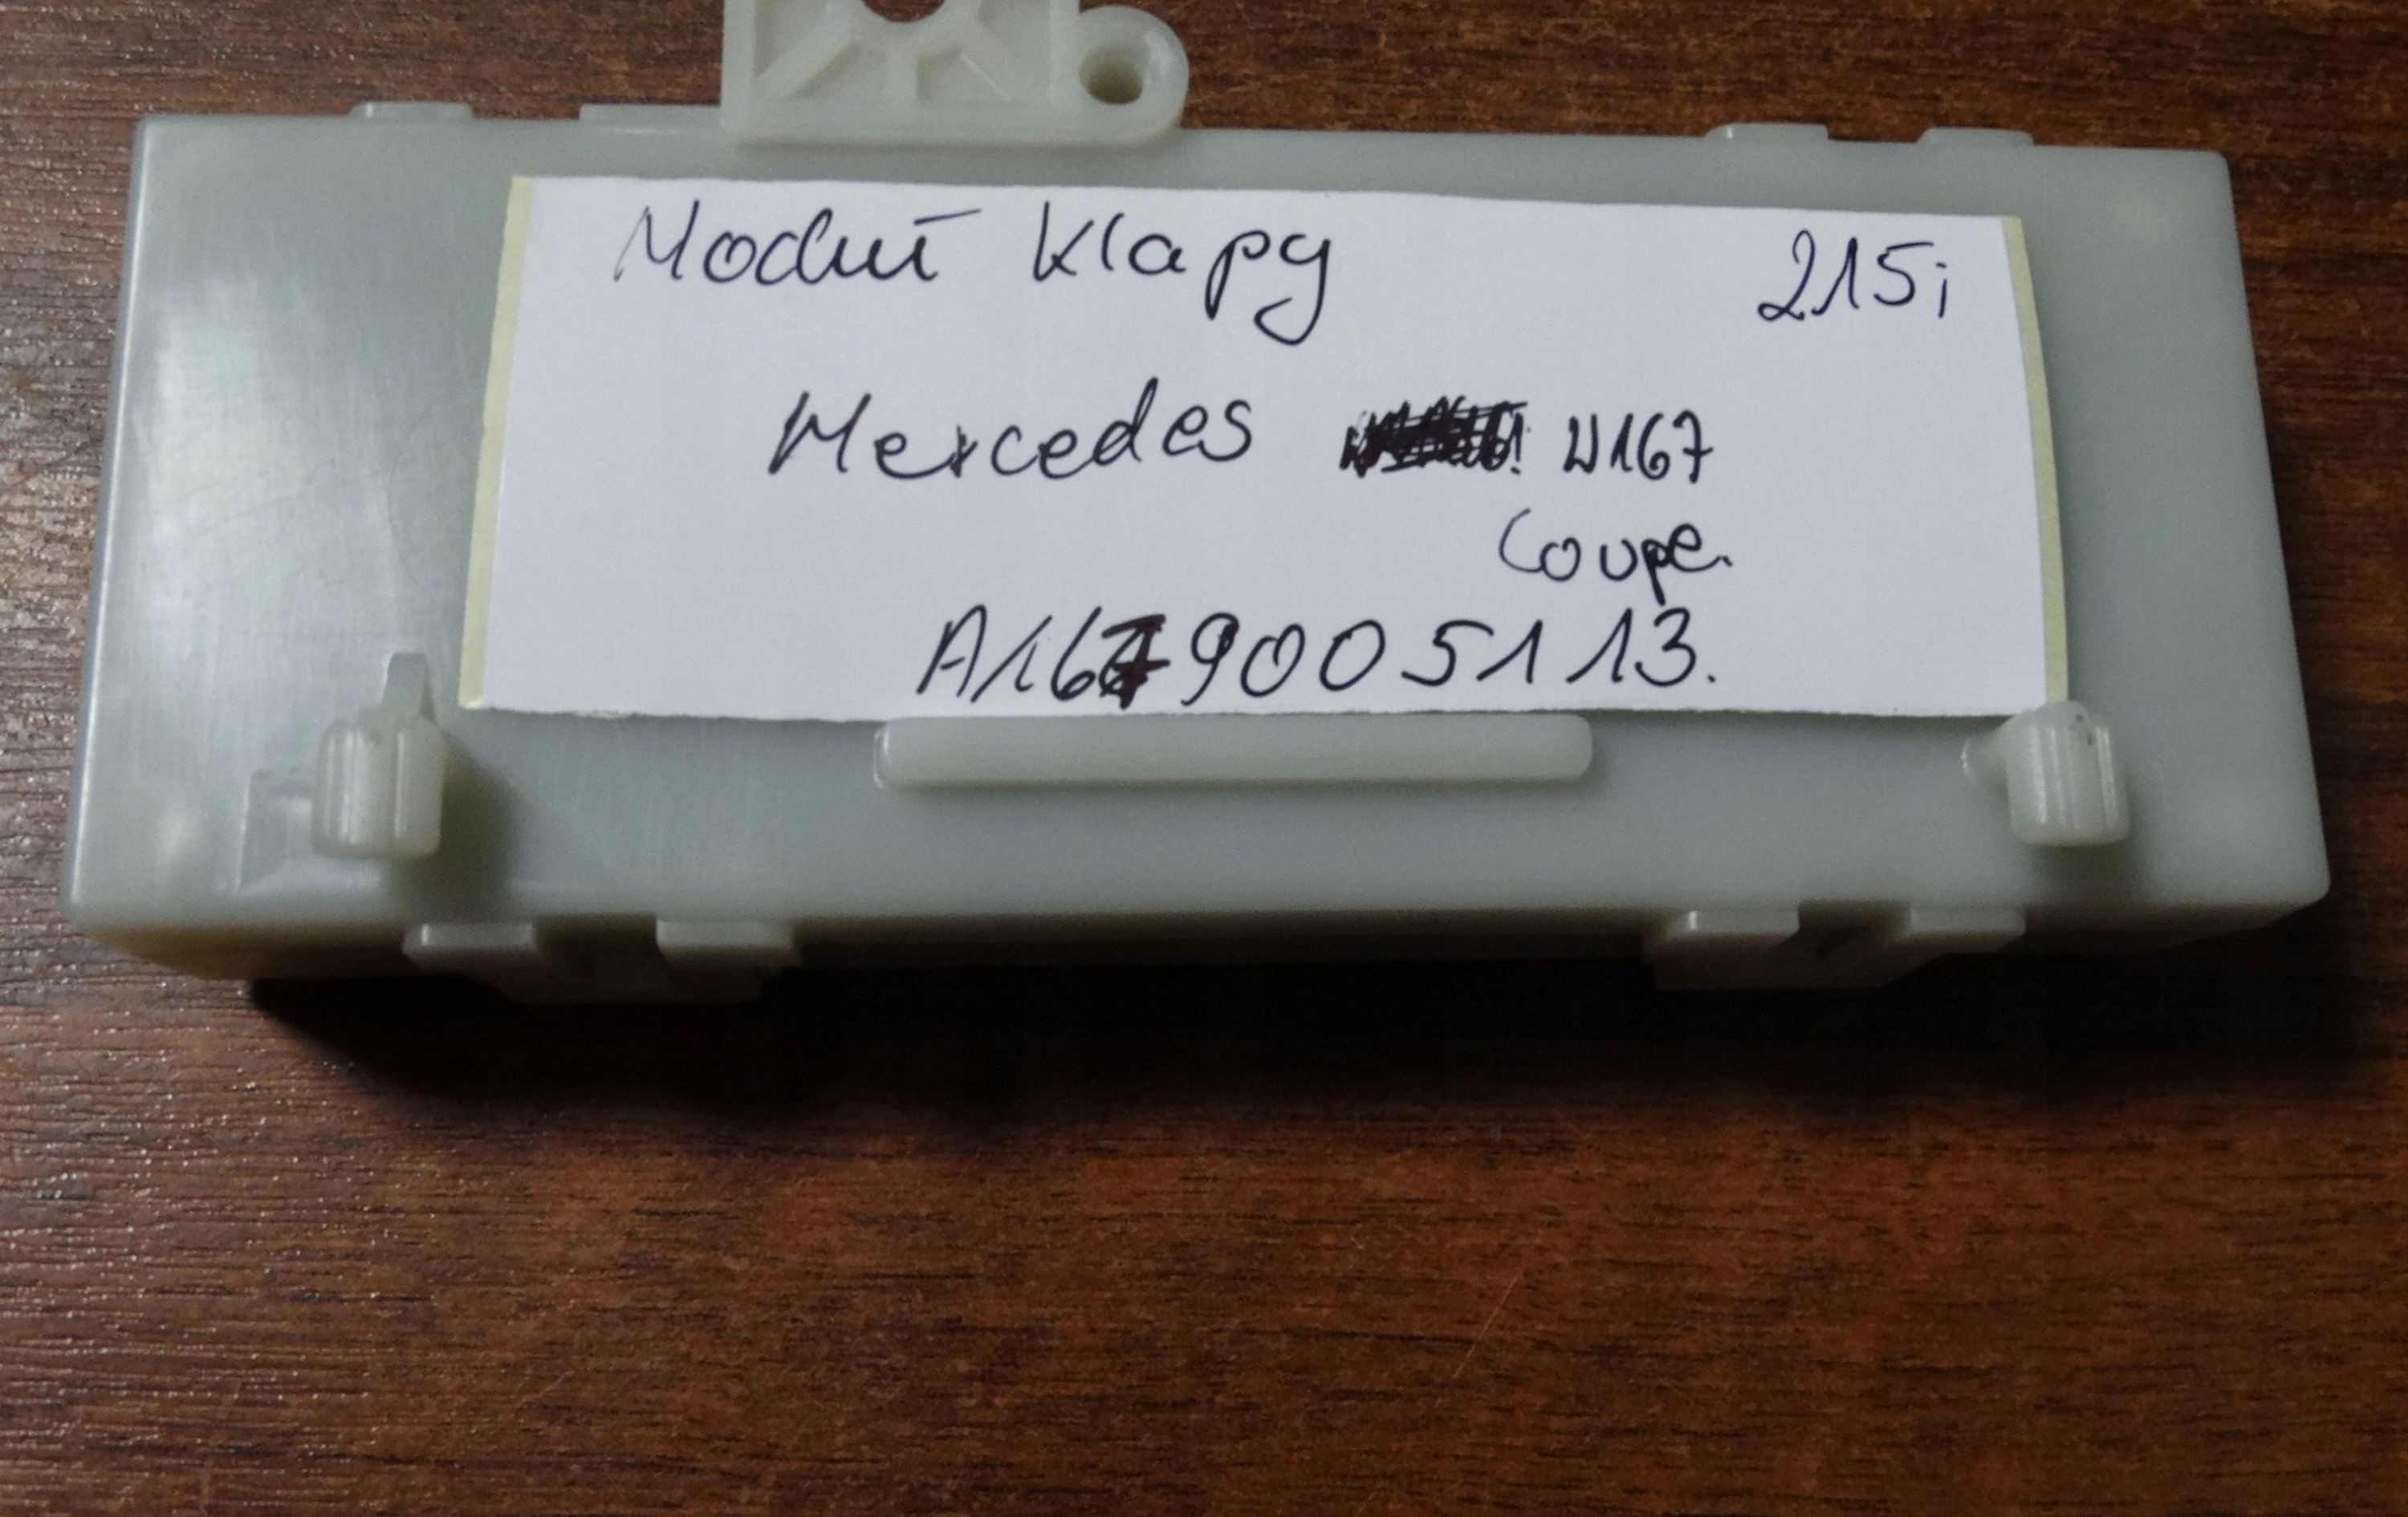 Moduł Klapy 215i
Mercedes W167
Coupe.
A1679005113.